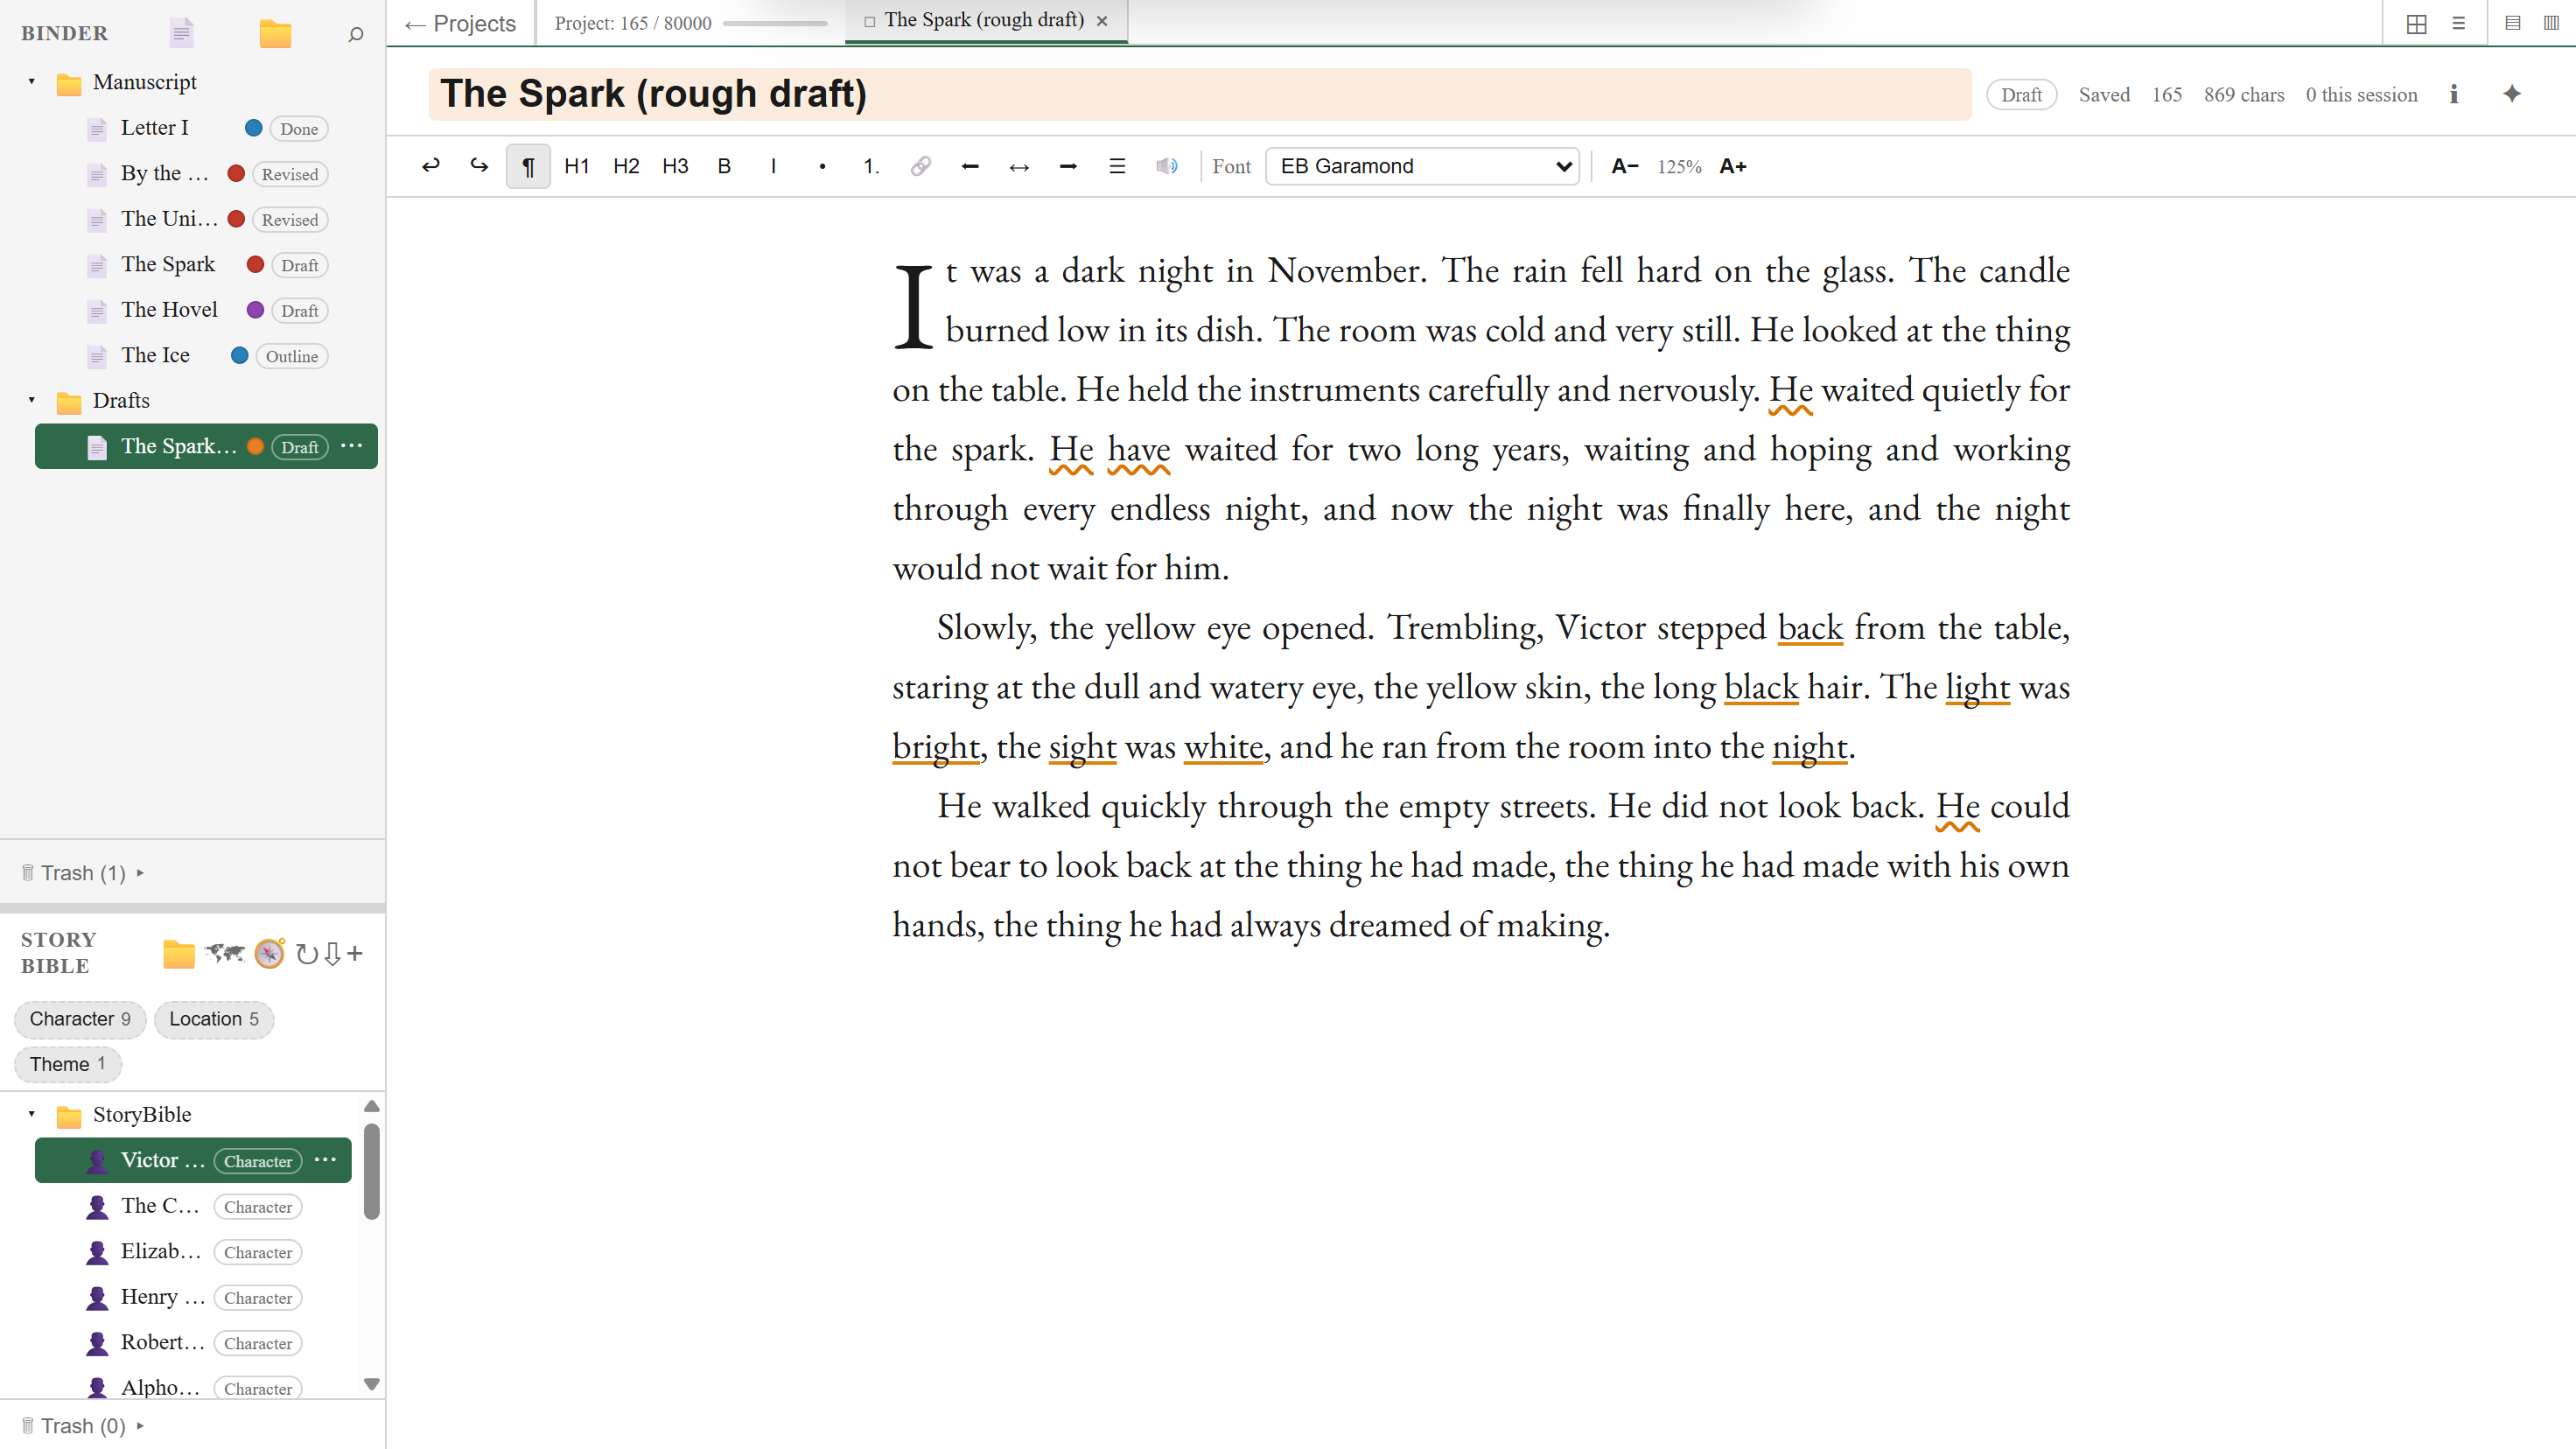 BINDER
Manuscript
Letter I Done
By the ... Revised
The Uni... Revised
The Spark Draft
The Hovel Draft
The Ice Outline
Drafts
The Spark... Draft ...
Trash (1)
STORY
BIBLE
Character 9 Location 5
Theme 1
StoryBible
Victor ... Character ...
The C... Character
Elizab... Character
Henry ... Character
Robert... Character
Alpho... Character
Trash (0)
← Projects Project: 165 / 80000 The Spark (rough draft) ×
The Spark (rough draft) Draft Saved 165 869 chars 0 this session
¶ H1 H2 H3 B I • 1. Font EB Garamond A− 125% A+
It was a dark night in November. The rain fell hard on the glass. The candle
burned low in its dish. The room was cold and very still. He looked at the thing
on the table. He held the instruments carefully and nervously. He waited quietly for
the spark. He have waited for two long years, waiting and hoping and working
through every endless night, and now the night was finally here, and the night
would not wait for him.
Slowly, the yellow eye opened. Trembling, Victor stepped back from the table,
staring at the dull and watery eye, the yellow skin, the long black hair. The light was
bright, the sight was white, and he ran from the room into the night.
He walked quickly through the empty streets. He did not look back. He could
not bear to look back at the thing he had made, the thing he had made with his own
hands, the thing he had always dreamed of making.